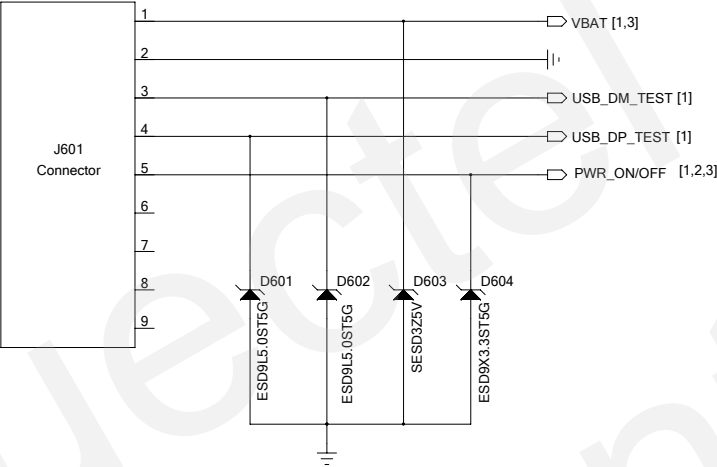 1
VBAT [1,3]
2
3
USB_DM_TEST [1]
4
USB_DP_TEST [1]
J601
Connector
5
PWR_ON/OFF [1,2,3]
6
7
8
D601
D602
D603
D604
9
ESD9L5.0ST5G
ESD9L5.0ST5G
SESD3Z5V
ESD9X3.3ST5G